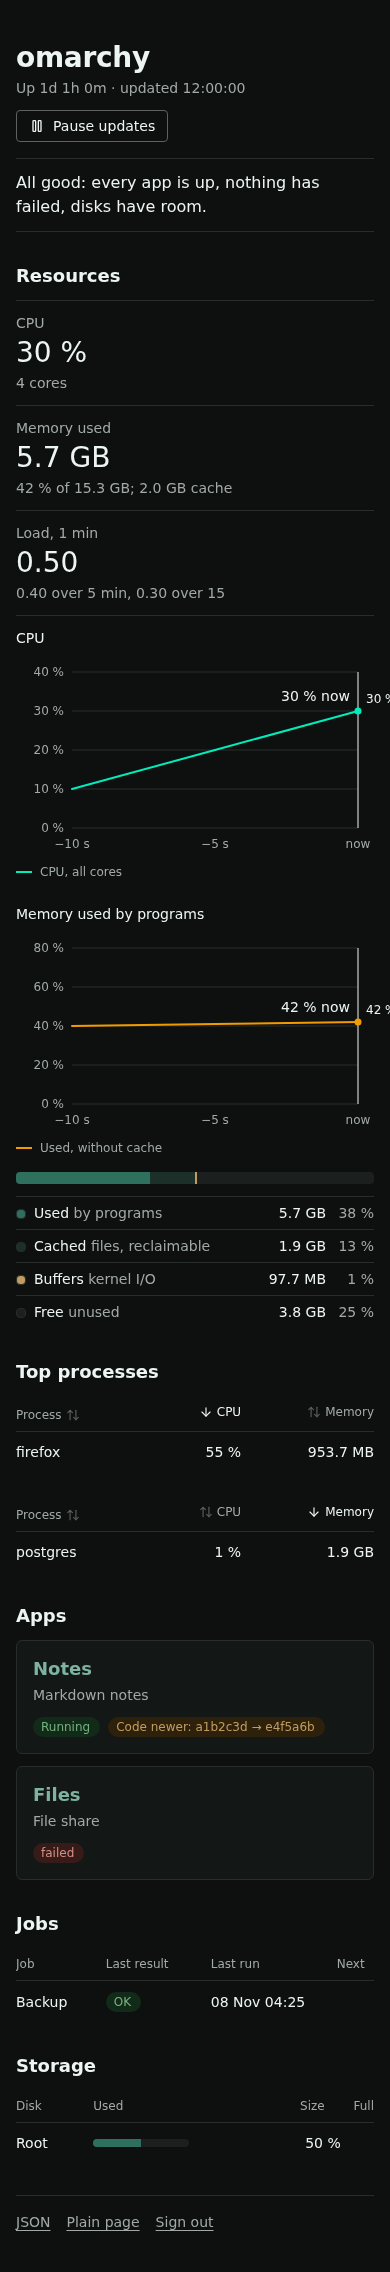 omarchy
Up 1d 1h 0m · updated 12:00:00
Pause updates
All good: every app is up, nothing has
failed, disks have room.
Resources
CPU
30 %
4 cores
Memory used
5.7 GB
42 % of 15.3 GB; 2.0 GB cache
Load, 1 min
0.50
0.40 over 5 min, 0.30 over 15
CPU
40 %
30 % now 30 %
30 %
20 %
10 %
0 %
−10 s −5 s now
CPU, all cores
Memory used by programs
80 %
60 %
42 % now 42 %
40 %
20 %
0 %
−10 s −5 s now
Used, without cache
Used by programs 5.7 GB 38 %
Cached files, reclaimable 1.9 GB 13 %
Buffers kernel I/O 97.7 MB 1 %
Free unused 3.8 GB 25 %
Top processes
Process CPU Memory
firefox 55 % 953.7 MB
Process CPU Memory
postgres 1 % 1.9 GB
Apps
Notes
Markdown notes
Running Code newer: a1b2c3d → e4f5a6b
Files
File share
failed
Jobs
Job Last result Last run Next
Backup OK 08 Nov 04:25
Storage
Disk Used Size Full
Root 50 %
JSON Plain page Sign out